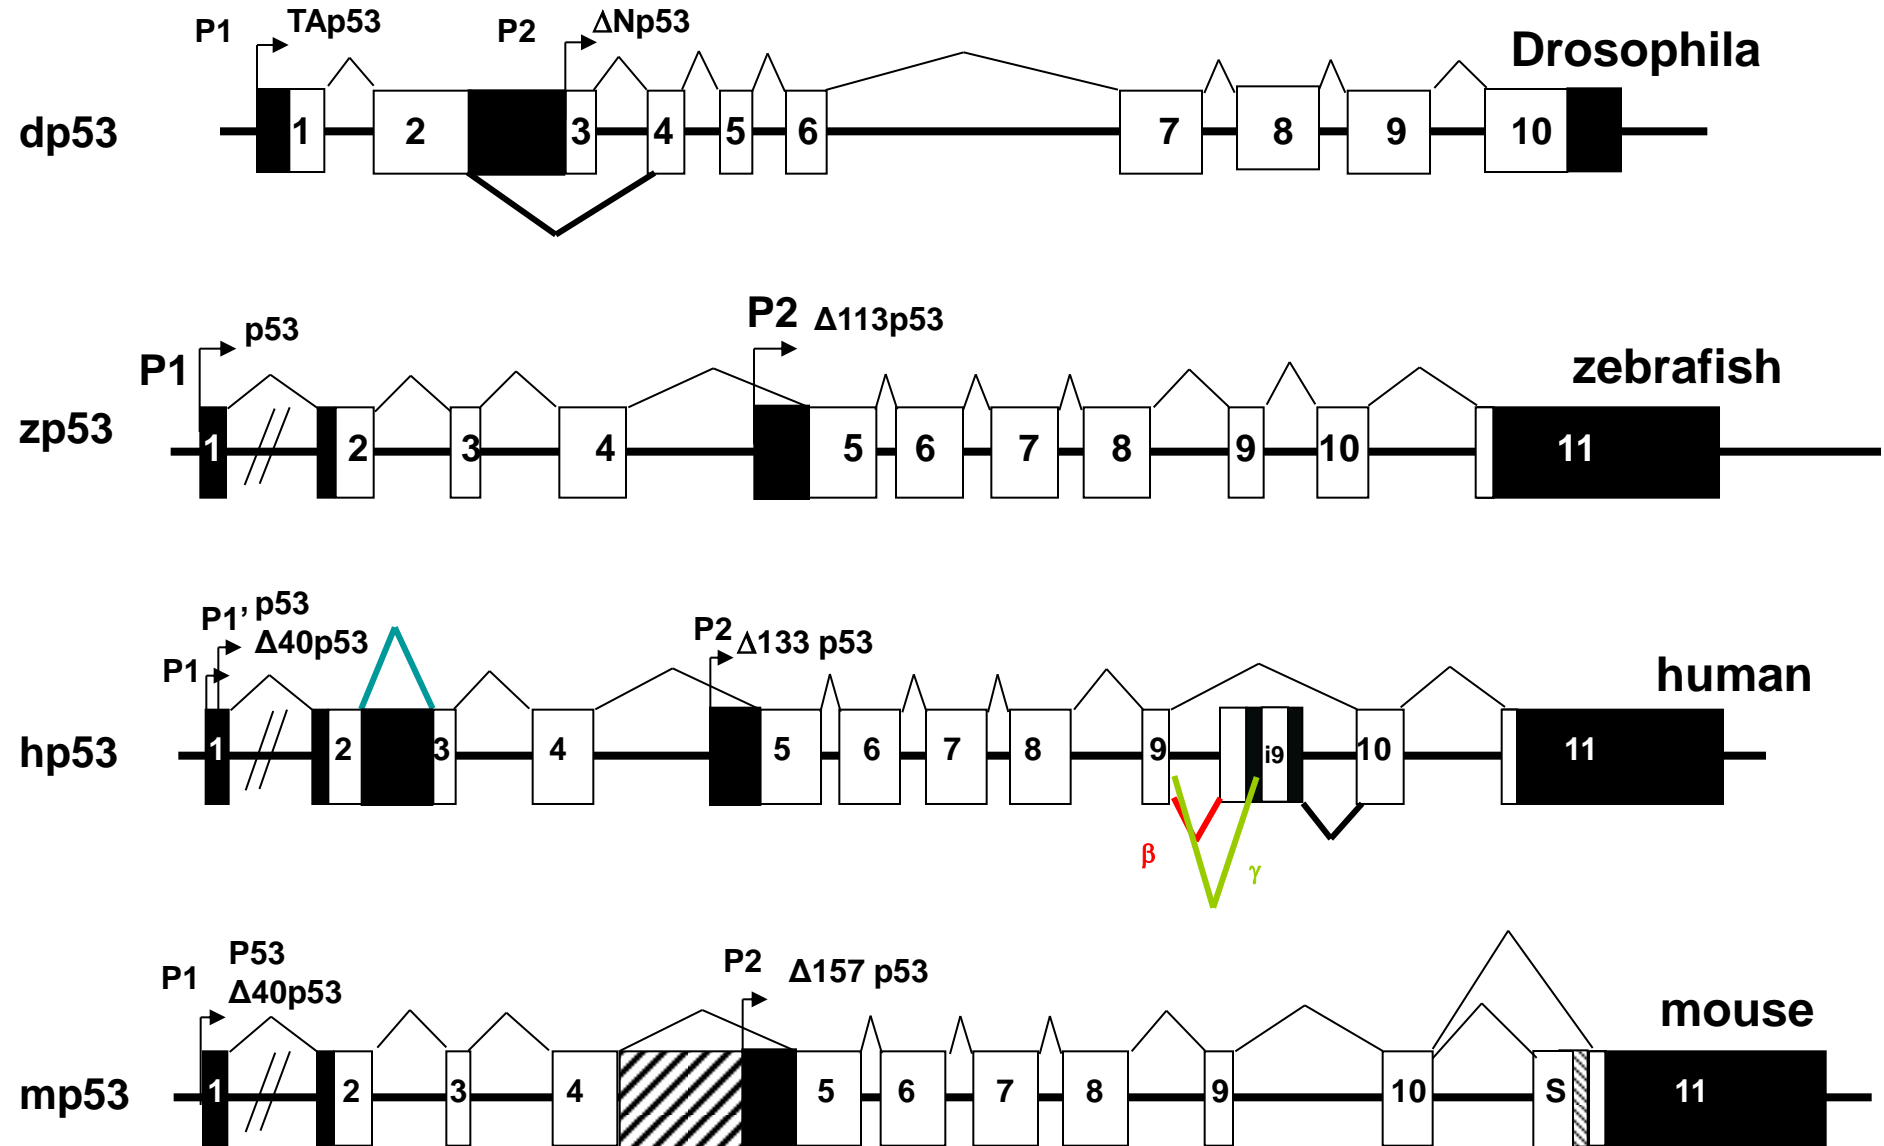 P1 TAp53 P2 ΔNp53 Drosophila
dp53 1 2 3 4 5 6 7 8 9 10
P1 p53 P2 Δ113p53 zebrafish
zp53 1 2 3 4 5 6 7 8 9 10 11
P1 P1’ p53
Δ40p53 P2 Δ133 p53 human
hp53 1 2 3 4 5 6 7 8 9 i9 10 11
β γ
P1 P53
Δ40p53 P2 Δ157 p53 mouse
mp53 1 2 3 4 5 6 7 8 9 10 S 11